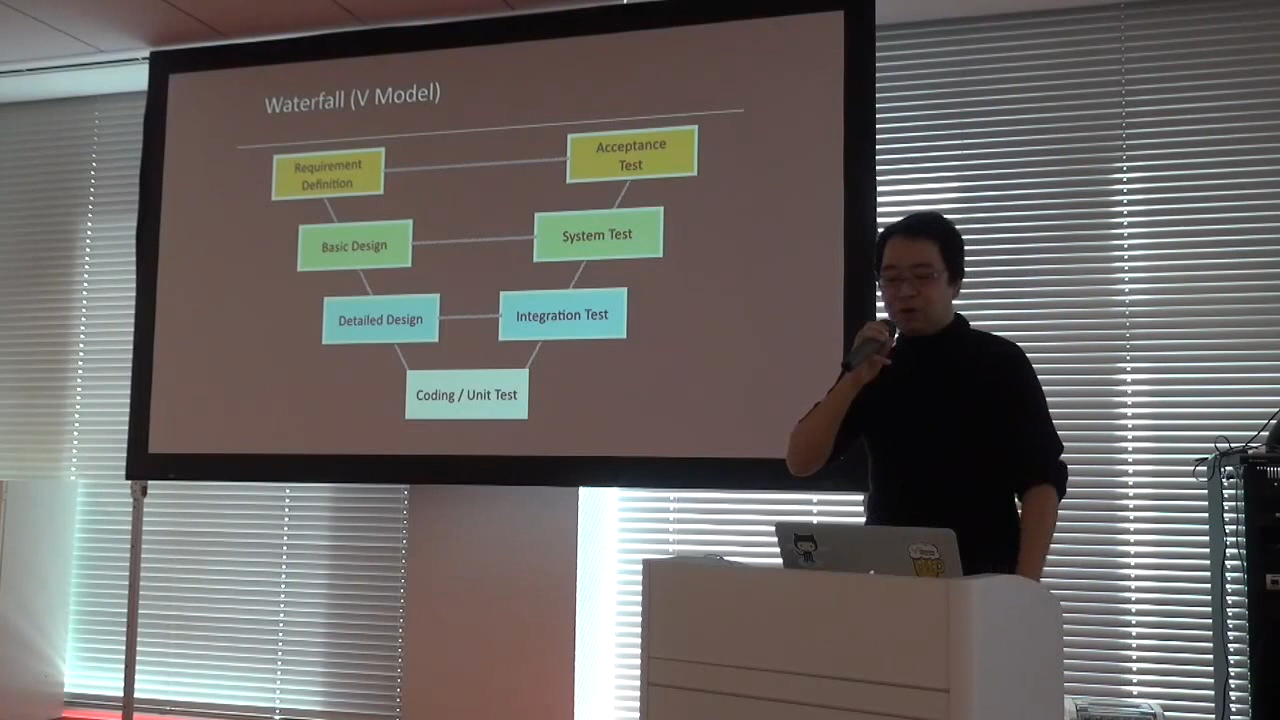 Waterfall (V Model)
Requirement
Definition
Acceptance
Test
Basic Design
System Test
Detailed Design
Integration Test
Coding / Unit Test